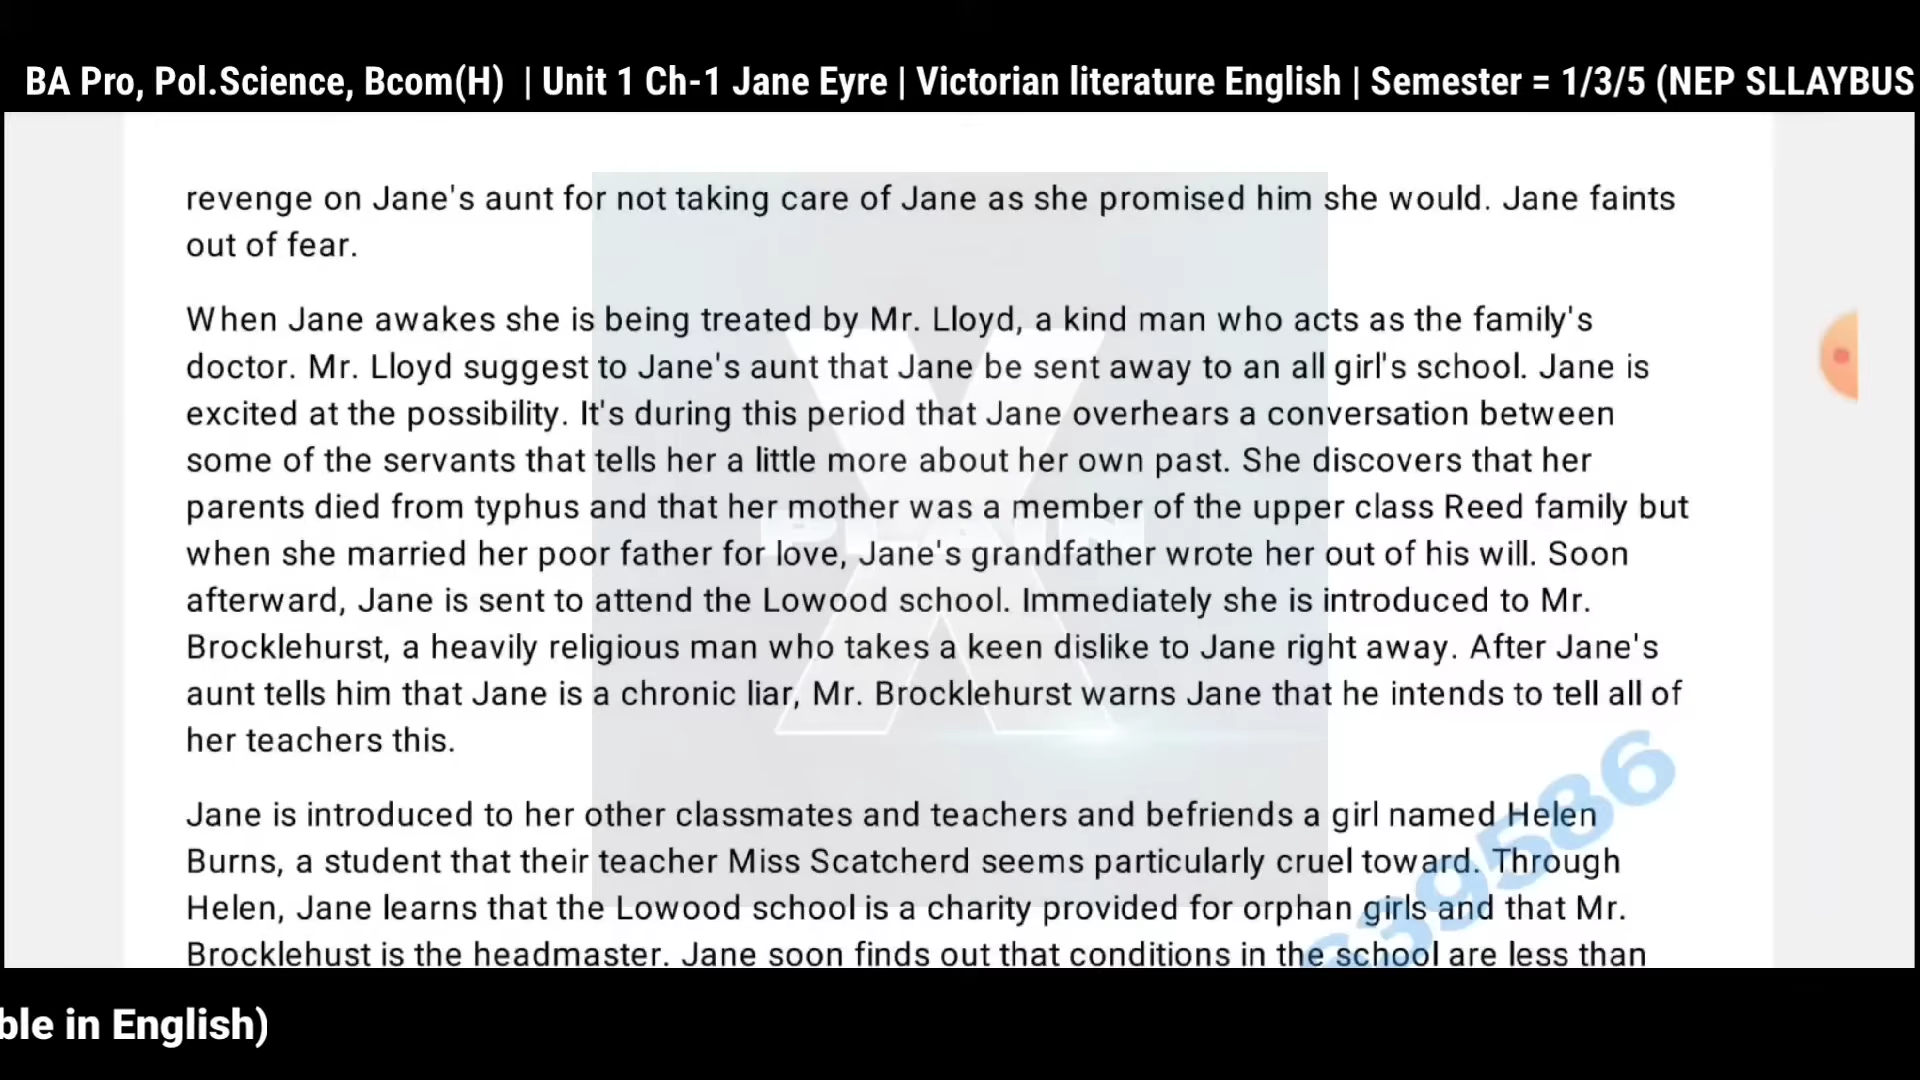 BA Pro, Pol.Science, Bcom(H) | Unit 1 Ch-1 Jane Eyre | Victorian literature English | Semester = 1/3/5 (NEP SLLAYBUS
revenge on Jane's aunt for not taking care of Jane as she promised him she would. Jane faints
out of fear.
When Jane awakes she is being treated by Mr. Lloyd, a kind man who acts as the family's
doctor. Mr. Lloyd suggest to Jane's aunt that Jane be sent away to an all girl's school. Jane is
excited at the possibility. It's during this period that Jane overhears a conversation between
some of the servants that tells her a little more about her own past. She discovers that her
parents died from typhus and that her mother was a member of the upper class Reed family but
when she married her poor father for love, Jane's grandfather wrote her out of his will. Soon
afterward, Jane is sent to attend the Lowood school. Immediately she is introduced to Mr.
Brocklehurst, a heavily religious man who takes a keen dislike to Jane right away. After Jane's
aunt tells him that Jane is a chronic liar, Mr. Brocklehurst warns Jane that he intends to tell all of
her teachers this.
Jane is introduced to her other classmates and teachers and befriends a girl named Helen
Burns, a student that their teacher Miss Scatcherd seems particularly cruel toward. Through
Helen, Jane learns that the Lowood school is a charity provided for orphan girls and that Mr.
Brocklehust is the headmaster. Jane soon finds out that conditions in the school are less than
X
PLAIN
639586
ble in English)